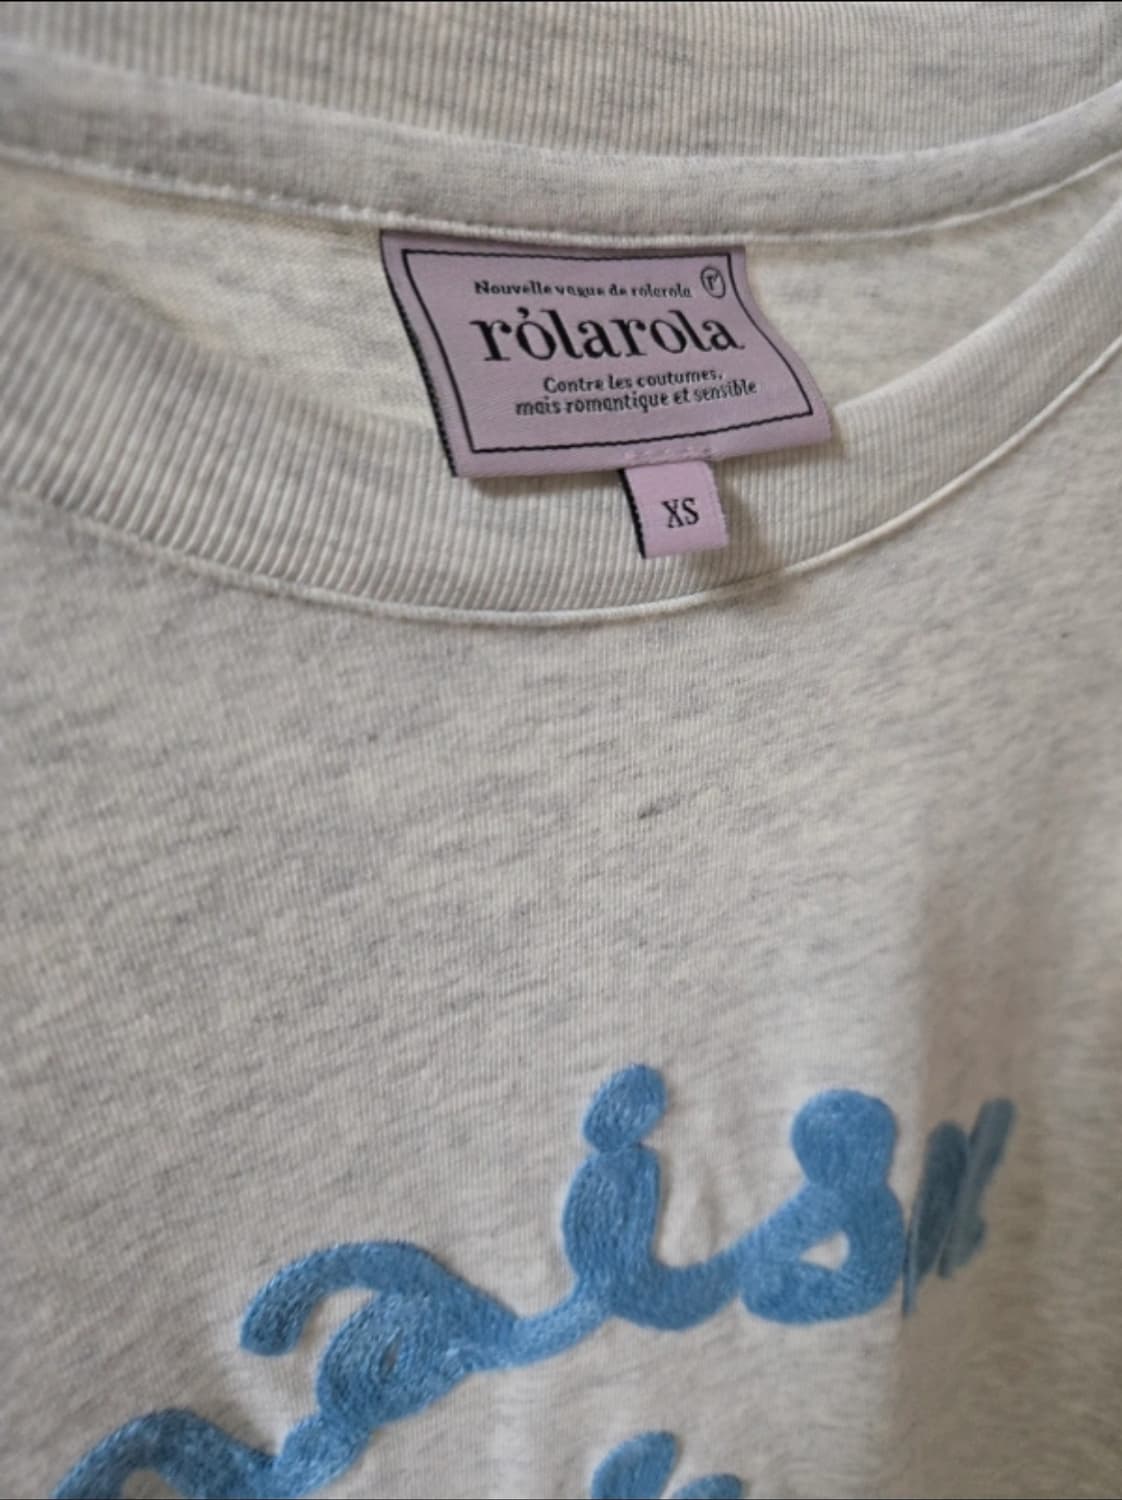 Nouvelle vague de rolarola
r
rólarola
Contre les coutumes,
mais romantique et sensible
XS